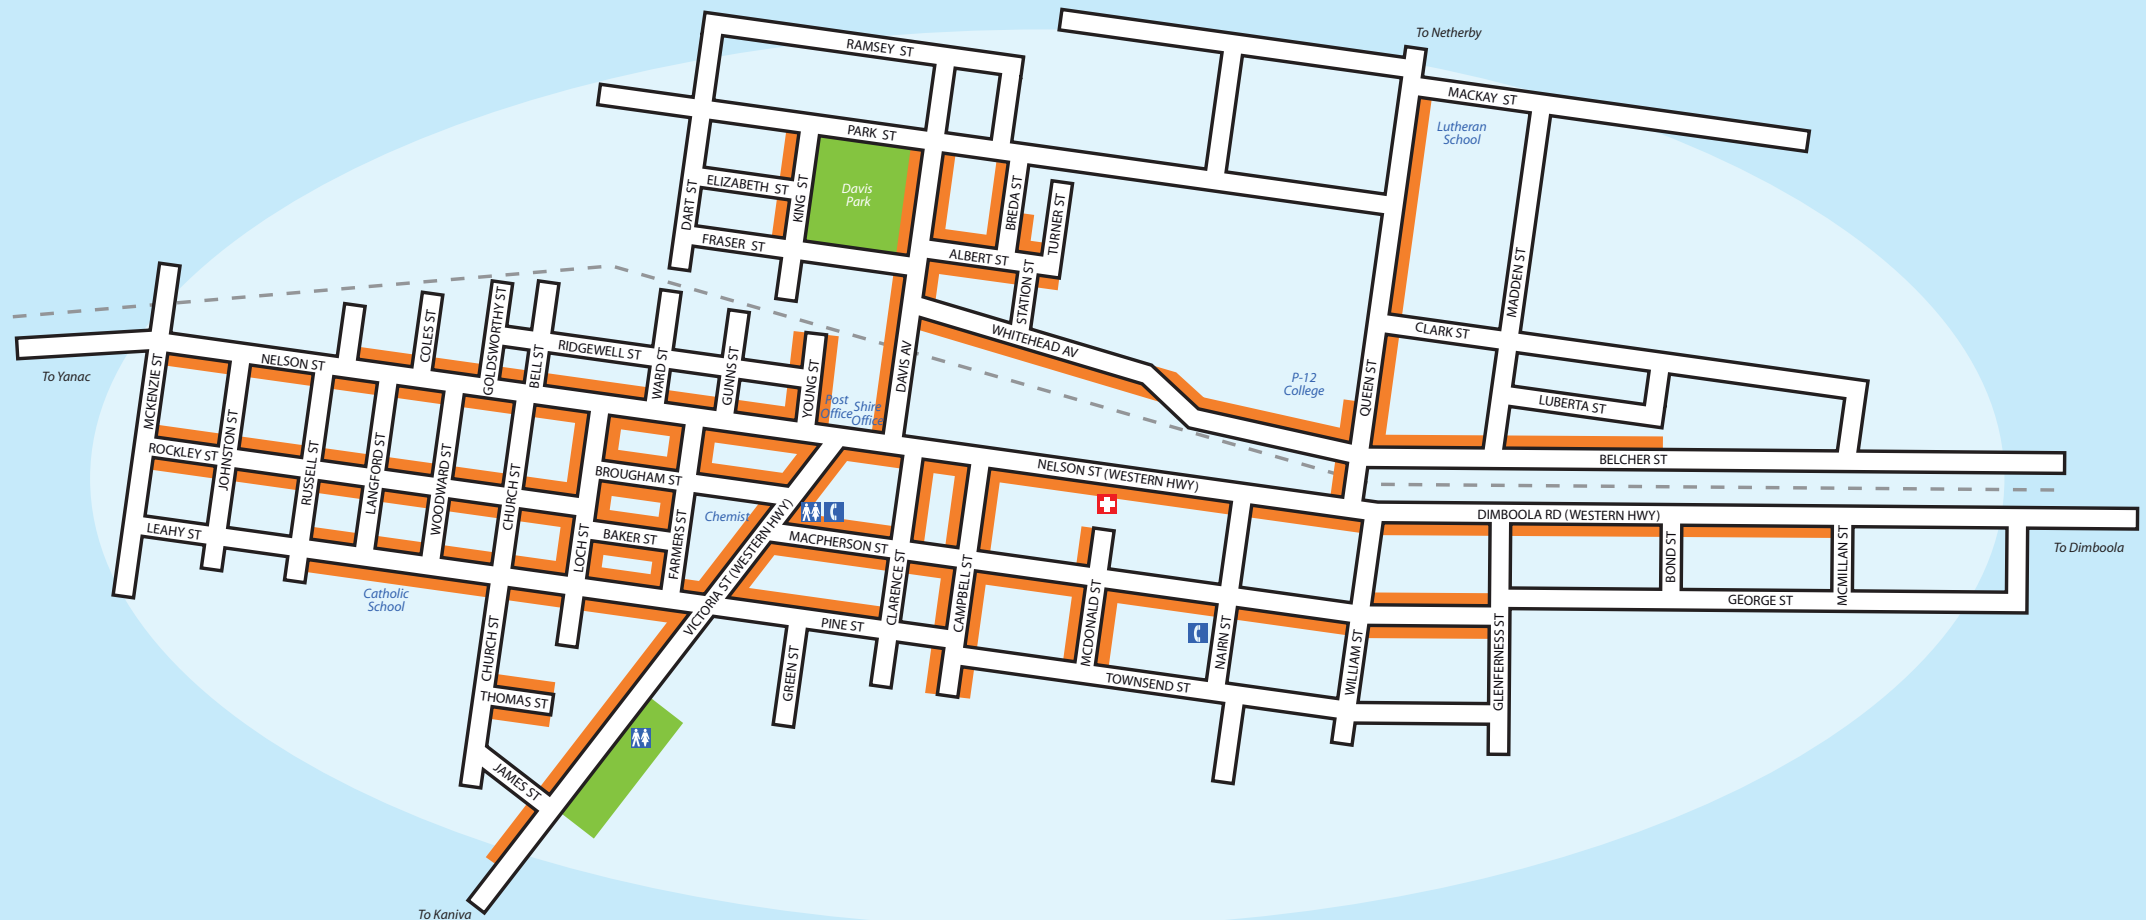 To Netherby
RAMSEY ST
MACKAY ST
PARK ST
Lutheran
School
ELIZABETH ST
DART ST
KING ST
Davis
Park
BREDA ST
TURNER ST
FRASER ST
ALBERT ST
STATION ST
MADDEN ST
GOLDSWORTHY ST
COLES ST
WHITEHEAD AV
CLARK ST
To Yanac
MCKENZIE ST
NELSON ST
BELL ST
RIDGEWELL ST
WARD ST
GUNNS ST
YOUNG ST
DAVIS AV
Post
Office
Shire
Office
P-12
College
QUEEN ST
LUBERTA ST
ROCKLEY ST
JOHNSTON ST
RUSSELL ST
LANGFORD ST
WOODWARD ST
CHURCH ST
BROUGHAM ST
NELSON ST (WESTERN HWY)
BELCHER ST
LEAHY ST
LOCH ST
BAKER ST
FARMERS ST
Chemist
VICTORIA ST (WESTERN HWY)
MACPHERSON ST
CLARENCE ST
CAMPBELL ST
DIMBOOLA RD (WESTERN HWY)
BOND ST
MCMILLAN ST
To Dimboola
Catholic
School
CHURCH ST
PINE ST
GREEN ST
MCDONALD ST
NAIRN ST
WILLIAM ST
GLENFERNESS ST
GEORGE ST
THOMAS ST
TOWNSEND ST
JAMES ST
To Kaniva